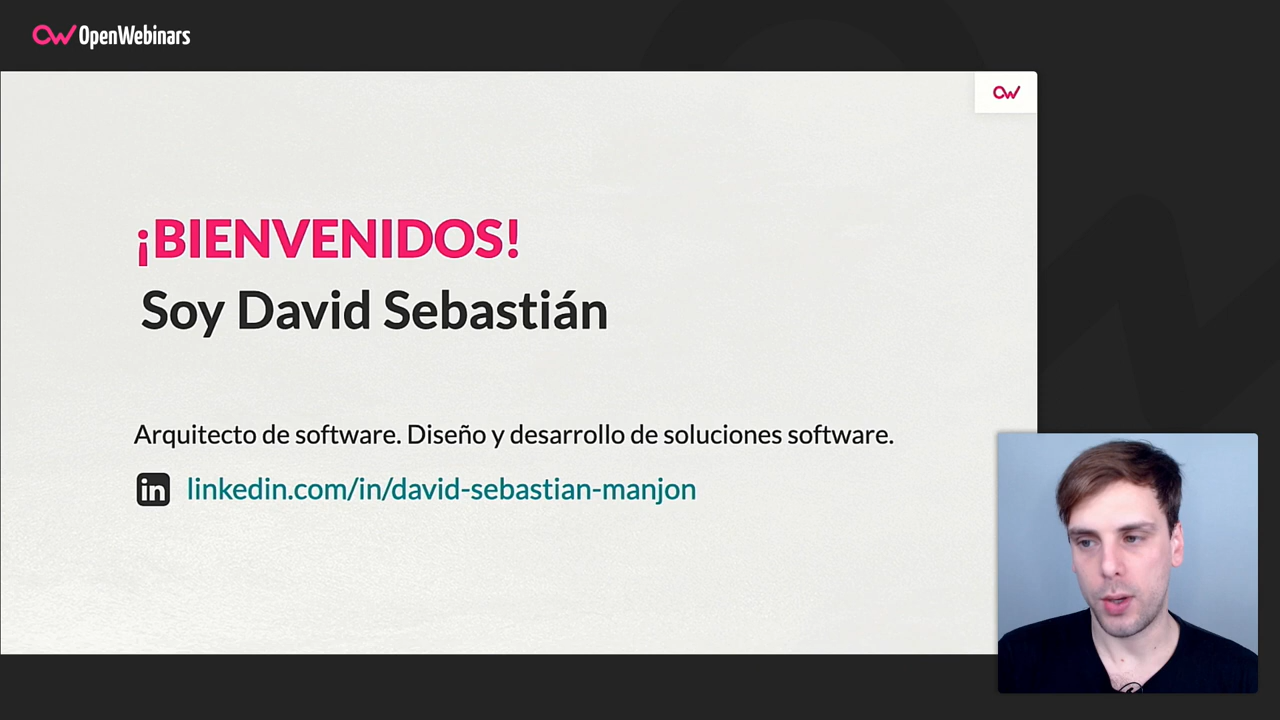 OpenWebinars
¡BIENVENIDOS!
Soy David Sebastián
Arquitecto de software. Diseño y desarrollo de soluciones software.
in linkedin.com/in/david-sebastian-manjon